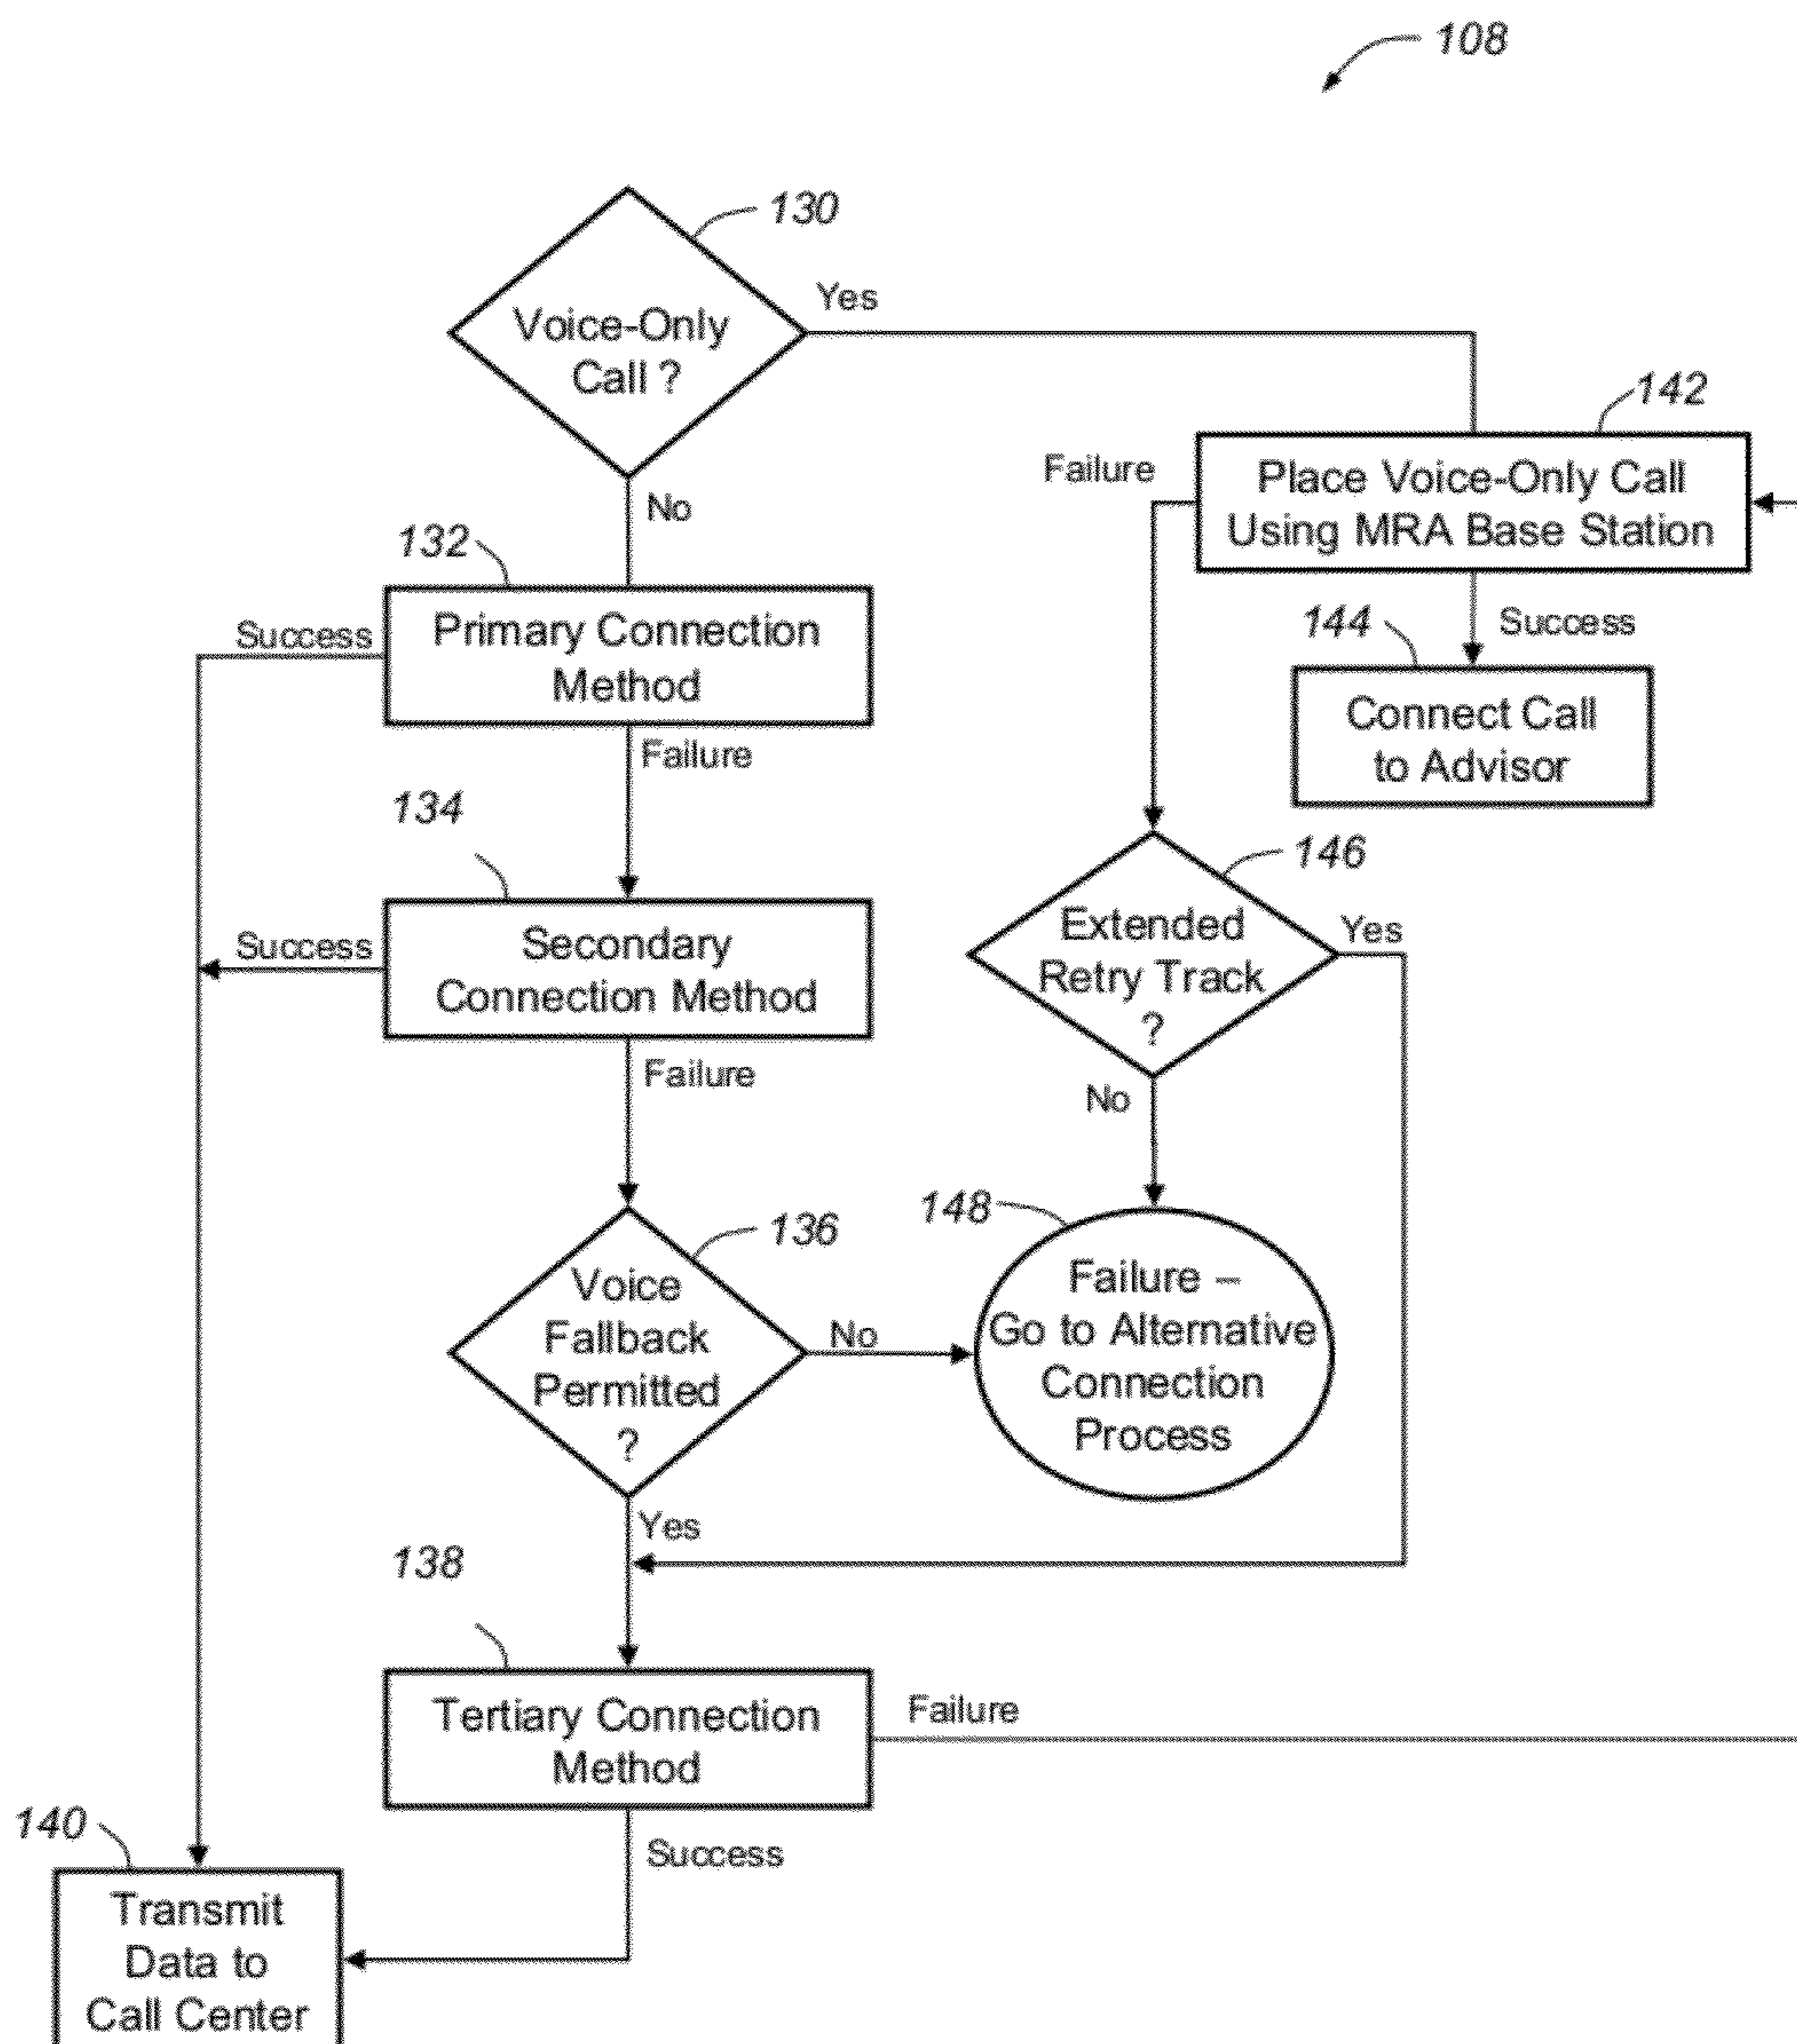 108
130
Voice-Only
Call ?
Yes
No
142
Place Voice-Only Call
Using MRA Base Station
Failure
Success
144
Connect Call
to Advisor
132
Primary Connection
Method
Success
Failure
134
Secondary
Connection Method
Success
Failure
146
Extended
Retry Track
?
Yes
No
136
Voice
Fallback
Permitted
?
No
Yes
148
Failure –
Go to Alternative
Connection
Process
138
Tertiary Connection
Method
Failure
Success
140
Transmit
Data to
Call Center